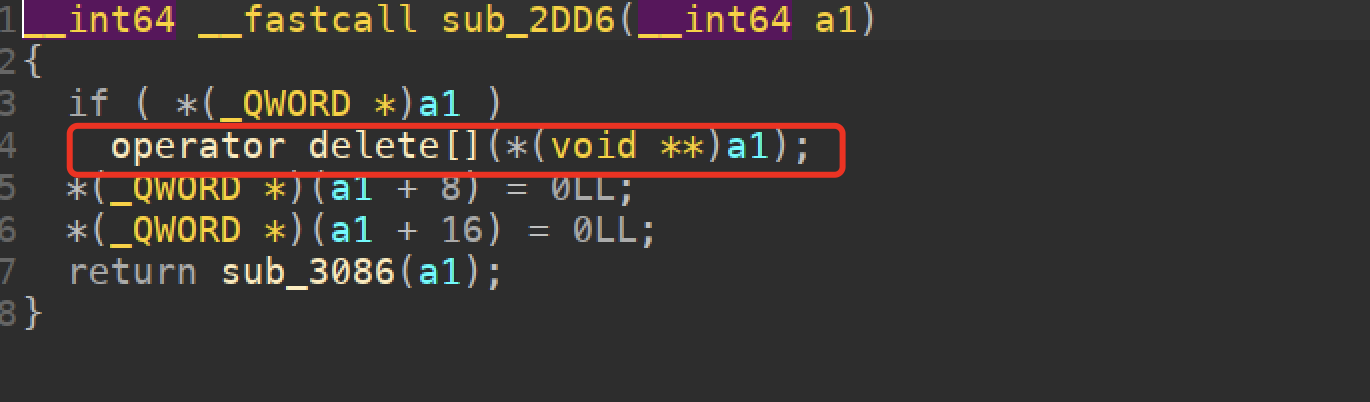 1 __int64 __fastcall sub_2DD6(__int64 a1)
2 {
3   if ( *(_QWORD *)a1 )
4     operator delete[](*(void **)a1);
5   *(_QWORD *)(a1 + 8) = 0LL;
6   *(_QWORD *)(a1 + 16) = 0LL;
7   return sub_3086(a1);
8 }